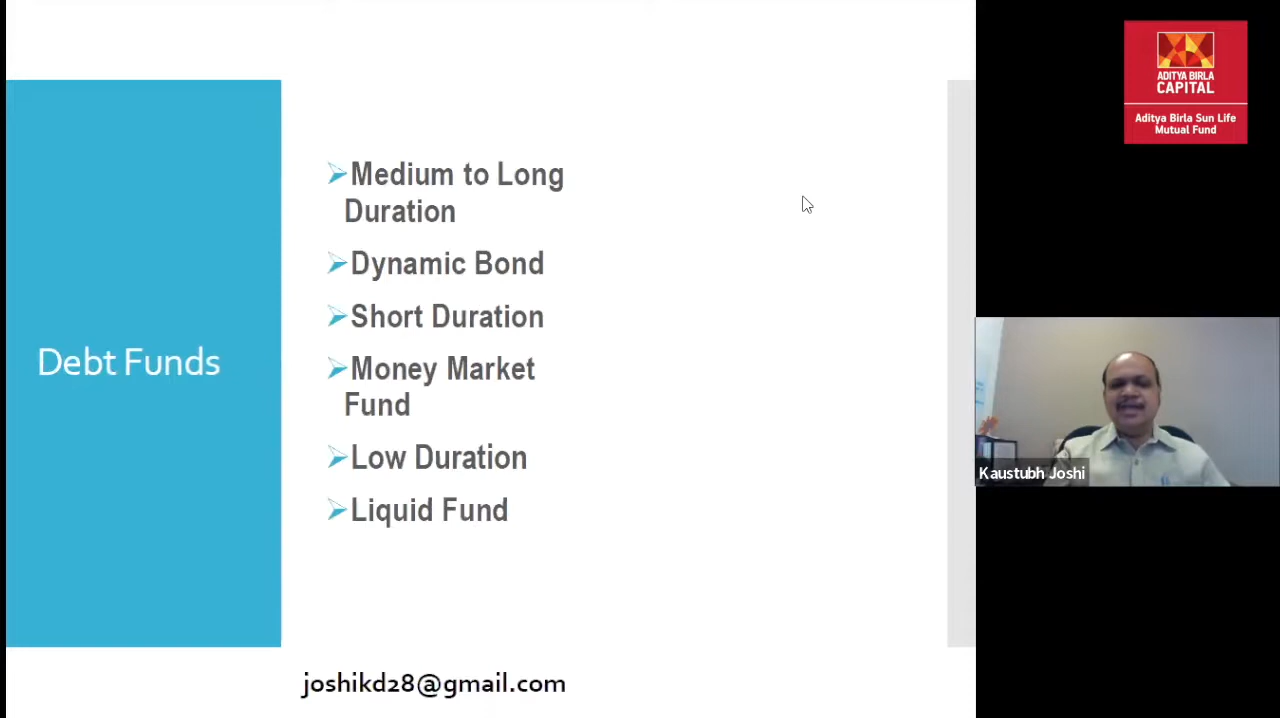 Debt Funds
Medium to Long
Duration
Dynamic Bond
Short Duration
Money Market
Fund
Low Duration
Liquid Fund
joshikd28@gmail.com
ADITYA BIRLA
CAPITAL
Aditya Birla Sun Life
Mutual Fund
Kaustubh Joshi